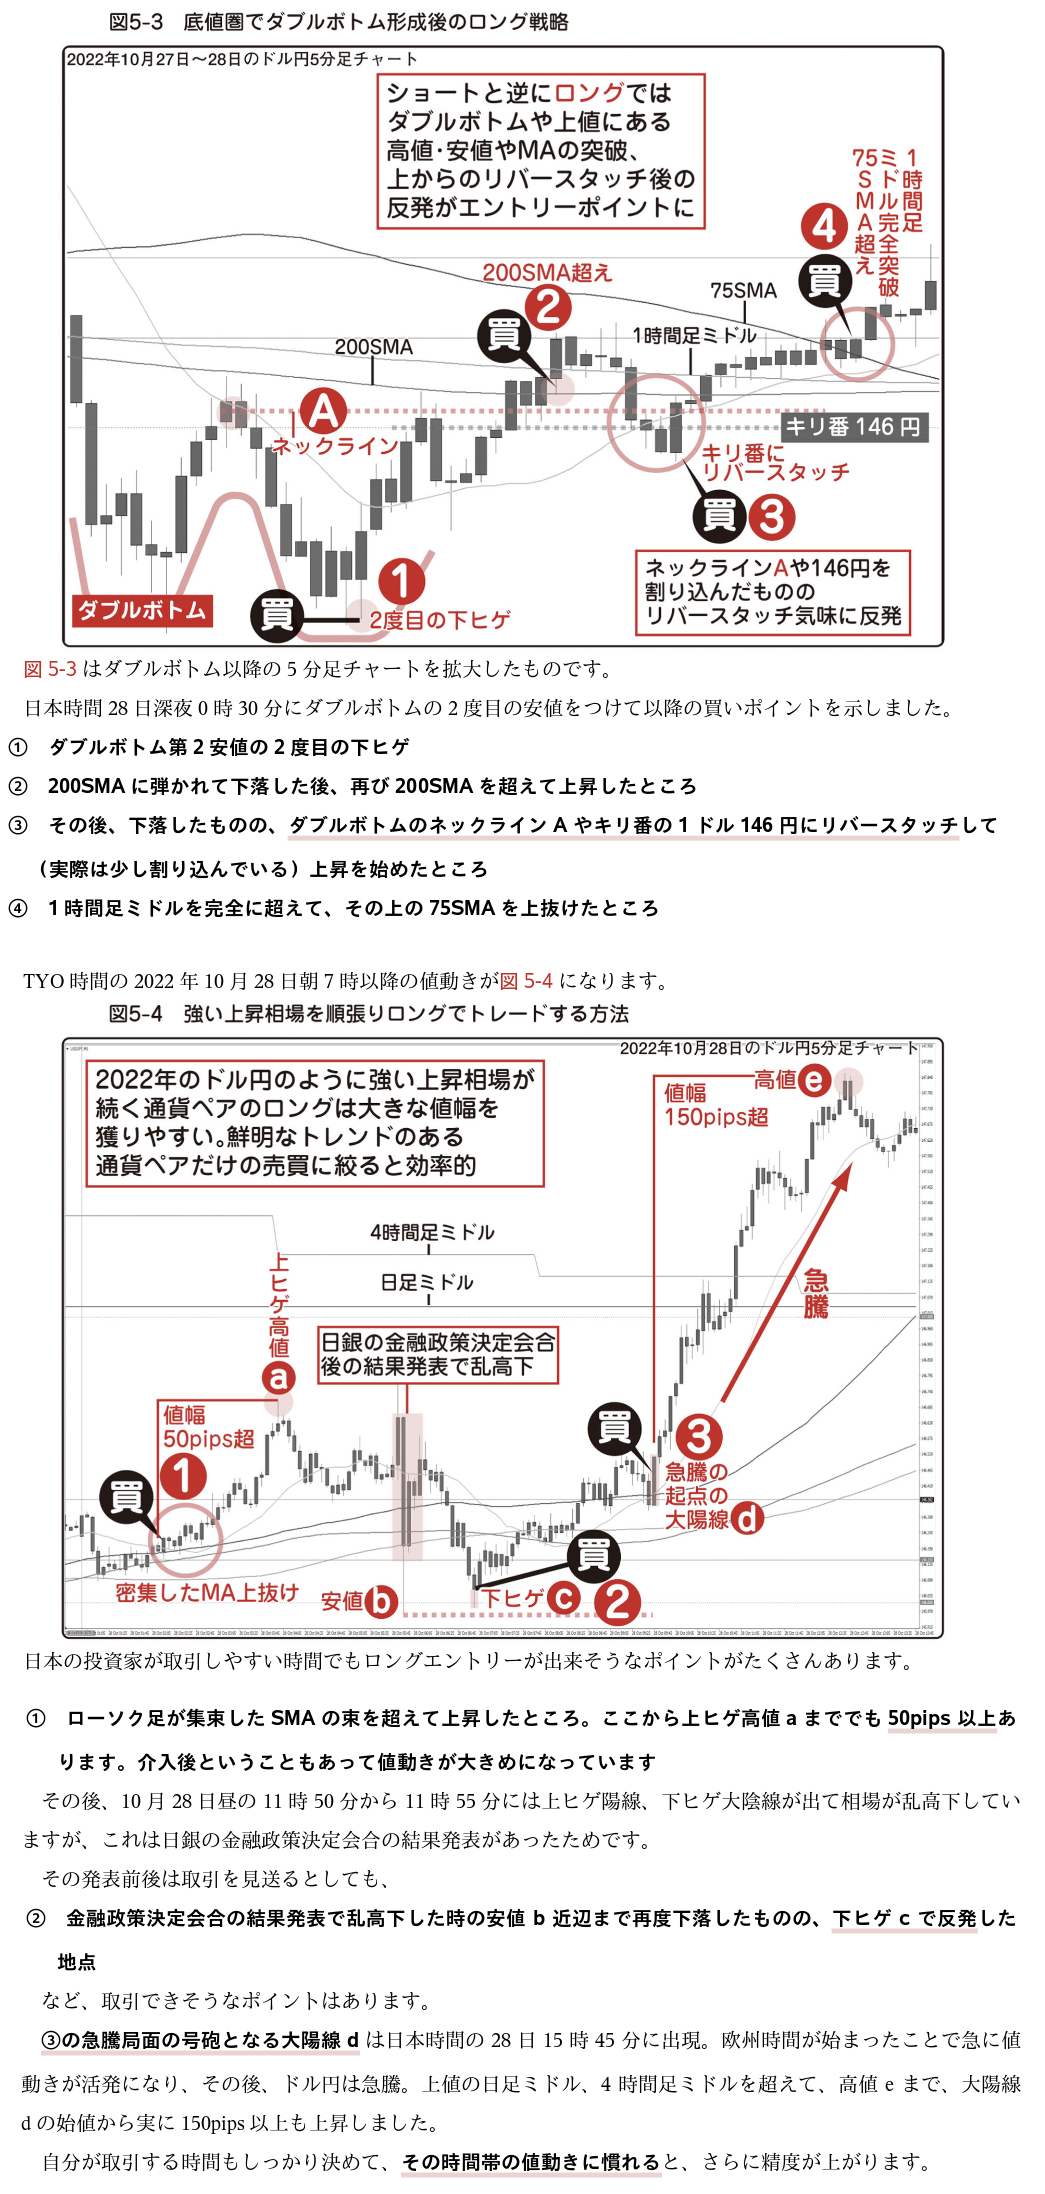 図5-3　底値圏でダブルボトム形成後のロング戦略
2022年10月27日〜28日のドル円5分足チャート
ショートと逆にロングでは
ダブルボトムや上値にある
高値・安値やMAの突破、
上からのリバースタッチ後の
反発がエントリーポイントに
1時間足
ミドル完全突破
75SMA超え
4
買
200SMA超え
2
買
75SMA
1時間足ミドル
200SMA
A
ネックライン
キリ番146円
キリ番に
リバースタッチ
買
3
1
ダブルボトム
買
2度目の下ヒゲ
ネックラインAや146円を
割り込んだものの
リバースタッチ気味に反発
図 5-3 はダブルボトム以降の 5 分足チャートを拡大したものです。
日本時間 28 日深夜 0 時 30 分にダブルボトムの 2 度目の安値をつけて以降の買いポイントを示しました。
①　ダブルボトム第 2 安値の 2 度目の下ヒゲ
②　200SMA に弾かれて下落した後、再び 200SMA を超えて上昇したところ
③　その後、下落したものの、ダブルボトムのネックライン A やキリ番の 1 ドル 146 円にリバースタッチして
（実際は少し割り込んでいる）上昇を始めたところ
④　1 時間足ミドルを完全に超えて、その上の 75SMA を上抜けたところ
TYO 時間の 2022 年 10 月 28 日朝 7 時以降の値動きが図 5-4 になります。
図5-4　強い上昇相場を順張りロングでトレードする方法
2022年10月28日のドル円5分足チャート
2022年のドル円のように強い上昇相場が
続く通貨ペアのロングは大きな値幅を
獲りやすい。鮮明なトレンドのある
通貨ペアだけの売買に絞ると効率的
高値e
値幅
150pips超
4時間足ミドル
日足ミドル
上ヒゲ高値
a
急騰
日銀の金融政策決定会合
後の結果発表で乱高下
値幅
50pips超
1
買
買
3
急騰の
起点の
大陽線d
密集したMA上抜け
安値b
下ヒゲc
買
2
日本の投資家が取引しやすい時間でもロングエントリーが出来そうなポイントがたくさんあります。
①　ローソク足が集束した SMA の束を超えて上昇したところ。ここから上ヒゲ高値 a まででも 50pips 以上あ
ります。介入後ということもあって値動きが大きめになっています
その後、10 月 28 日昼の 11 時 50 分から 11 時 55 分には上ヒゲ陽線、下ヒゲ大陰線が出て相場が乱高下してい
ますが、これは日銀の金融政策決定会合の結果発表があったためです。
その発表前後は取引を見送るとしても、
②　金融政策決定会合の結果発表で乱高下した時の安値 b 近辺まで再度下落したものの、下ヒゲ c で反発した
地点
など、取引できそうなポイントはあります。
③の急騰局面の号砲となる大陽線 d は日本時間の 28 日 15 時 45 分に出現。欧州時間が始まったことで急に値
動きが活発になり、その後、ドル円は急騰。上値の日足ミドル、4 時間足ミドルを超えて、高値 e まで、大陽線
d の始値から実に 150pips 以上も上昇しました。
自分が取引する時間もしっかり決めて、その時間帯の値動きに慣れると、さらに精度が上がります。